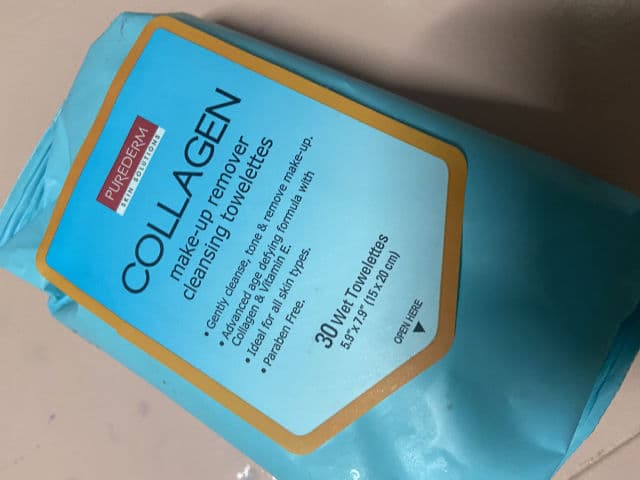 PUREDERM
SKIN SOLUTIONS
COLLAGEN
make-up remover
cleansing towelettes
• Gently cleanse, tone & remove make-up.
• Advanced age defying formula with
Collagen & Vitamin E.
• Ideal for all skin types.
• Paraben Free.
30 Wet Towelettes
5.9" x 7.9" (15 x 20 cm)
OPEN HERE